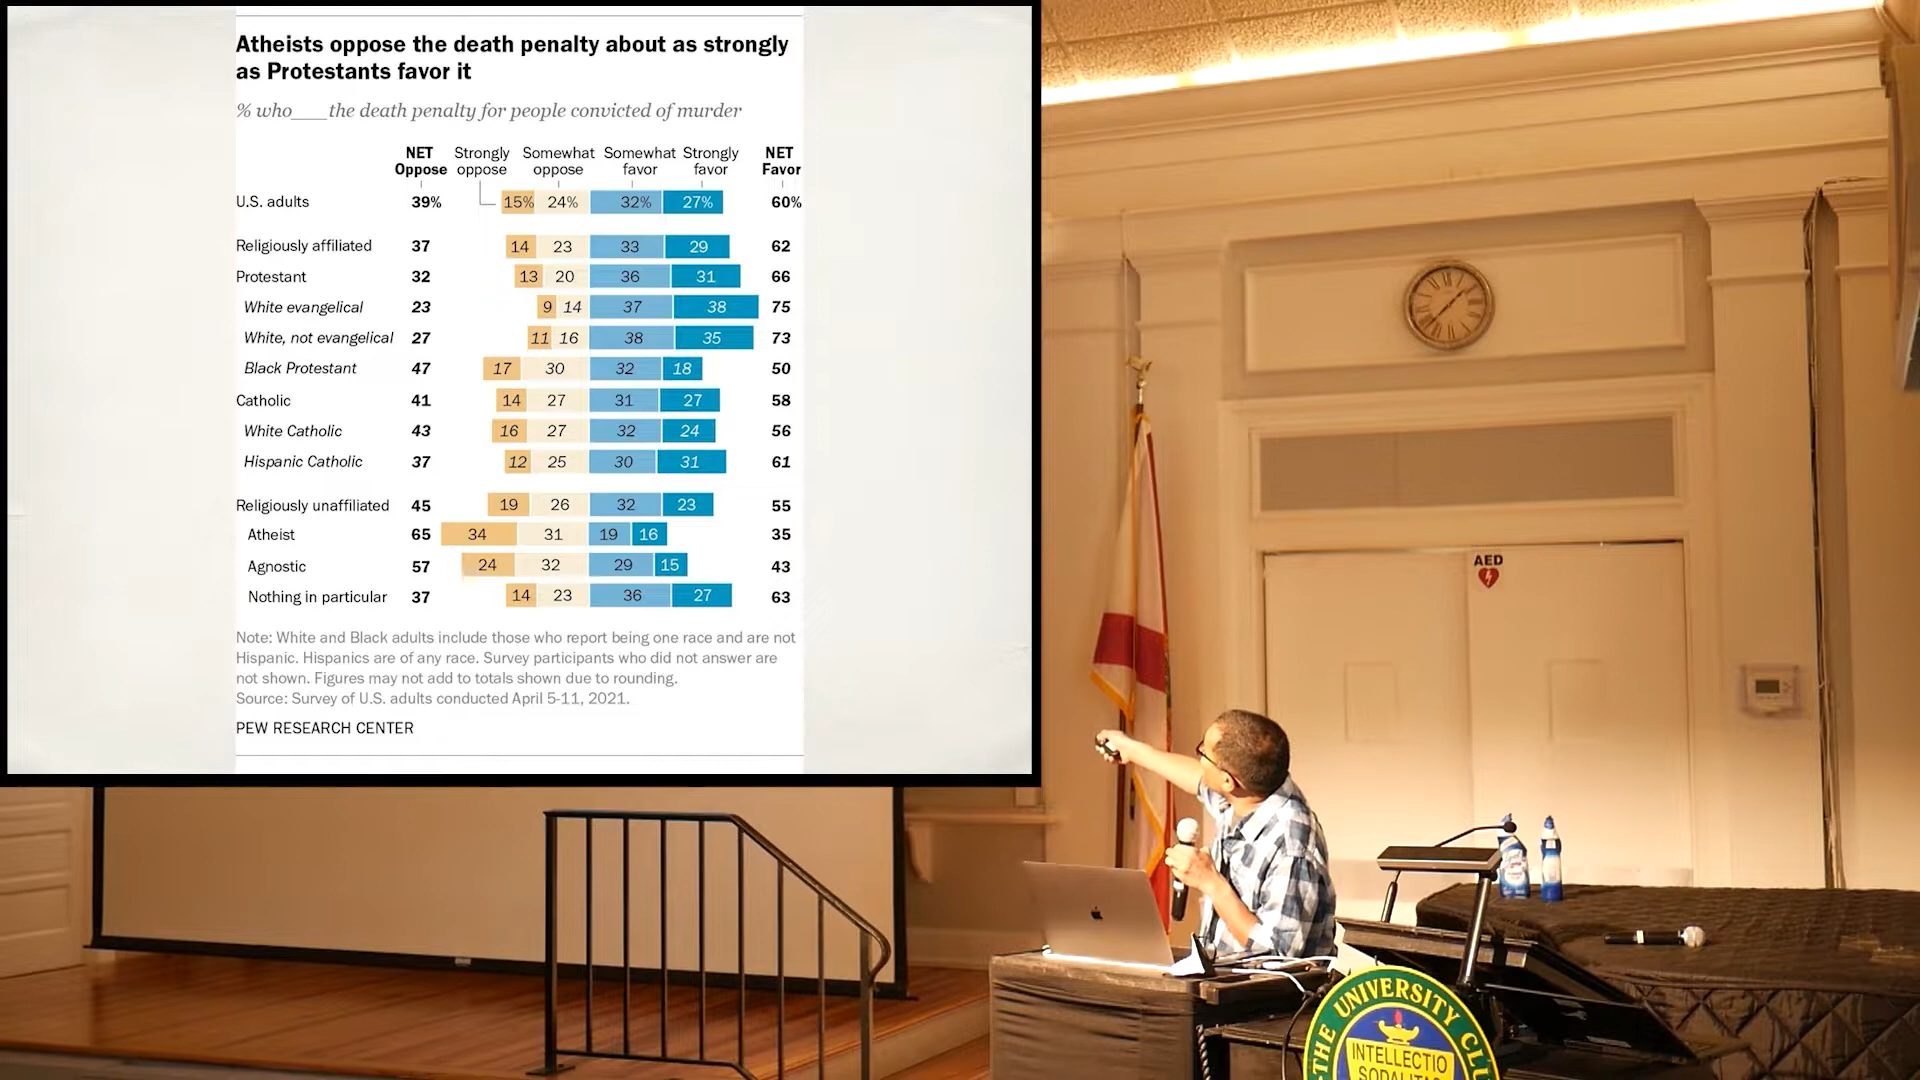 Atheists oppose the death penalty about as strongly
as Protestants favor it
% who___the death penalty for people convicted of murder
NET Oppose Strongly oppose Somewhat oppose Somewhat favor Strongly favor NET Favor
U.S. adults 39% 15% 24% 32% 27% 60%
Religiously affiliated 37 14 23 33 29 62
Protestant 32 13 20 36 31 66
White evangelical 23 9 14 37 38 75
White, not evangelical 27 11 16 38 35 73
Black Protestant 47 17 30 32 18 50
Catholic 41 14 27 31 27 58
White Catholic 43 16 27 32 24 56
Hispanic Catholic 37 12 25 30 31 61
Religiously unaffiliated 45 19 26 32 23 55
Atheist 65 34 31 19 16 35
Agnostic 57 24 32 29 15 43
Nothing in particular 37 14 23 36 27 63
Note: White and Black adults include those who report being one race and are not
Hispanic. Hispanics are of any race. Survey participants who did not answer are
not shown. Figures may not add to totals shown due to rounding.
Source: Survey of U.S. adults conducted April 5-11, 2021.
PEW RESEARCH CENTER
AED
THE UNIVERSITY CLU
INTELLECTIO